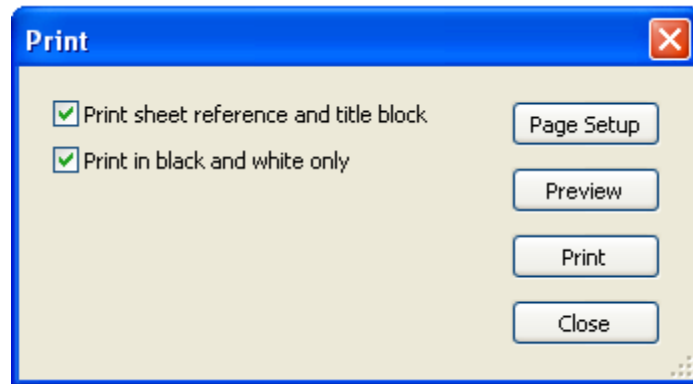 Print
Print sheet reference and title block
Print in black and white only
Page Setup
Preview
Print
Close